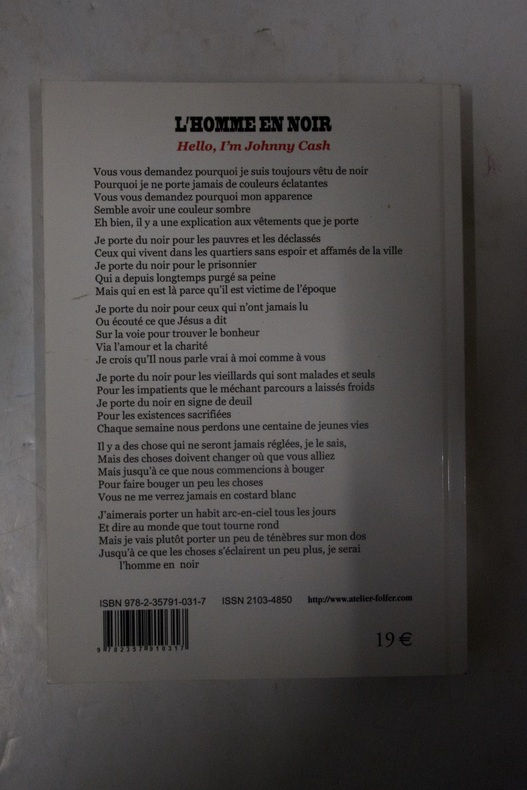 L'HOMME EN NOIR
Hello, I'm Johnny Cash
Vous vous demandez pourquoi je suis toujours vêtu de noir
Pourquoi je ne porte jamais de couleurs éclatantes
Vous vous demandez pourquoi mon apparence
Semble avoir une couleur sombre
Eh bien, il y a une explication aux vêtements que je porte
Je porte du noir pour les pauvres et les déclassés
Ceux qui vivent dans les quartiers sans espoir et affamés de la ville
Je porte du noir pour le prisonnier
Qui a depuis longtemps purgé sa peine
Mais qui en est là parce qu'il est victime de l'époque
Je porte du noir pour ceux qui n'ont jamais lu
Ou écouté ce que Jésus a dit
Sur la voie pour trouver le bonheur
Via l'amour et la charité
Je crois qu'Il nous parle vrai à moi comme à vous
Je porte du noir pour les vieillards qui sont malades et seuls
Pour les impatients que le méchant parcours a laissés froids
Je porte du noir en signe de deuil
Pour les existences sacrifiées
Chaque semaine nous perdons une centaine de jeunes vies
Il y a des chose qui ne seront jamais réglées, je le sais,
Mais des choses doivent changer où que vous alliez
Mais jusqu'à ce que nous commencions à bouger
Pour faire bouger un peu les choses
Vous ne me verrez jamais en costard blanc
J'aimerais porter un habit arc-en-ciel tous les jours
Et dire au monde que tout tourne rond
Mais je vais plutôt porter un peu de ténèbres sur mon dos
Jusqu'à ce que les choses s'éclairent un peu plus, je serai
l'homme en noir
ISBN 978-2-35791-031-7 ISSN 2103-4850 http://www.atelier-folfer.com
9 782357 910317
19 €